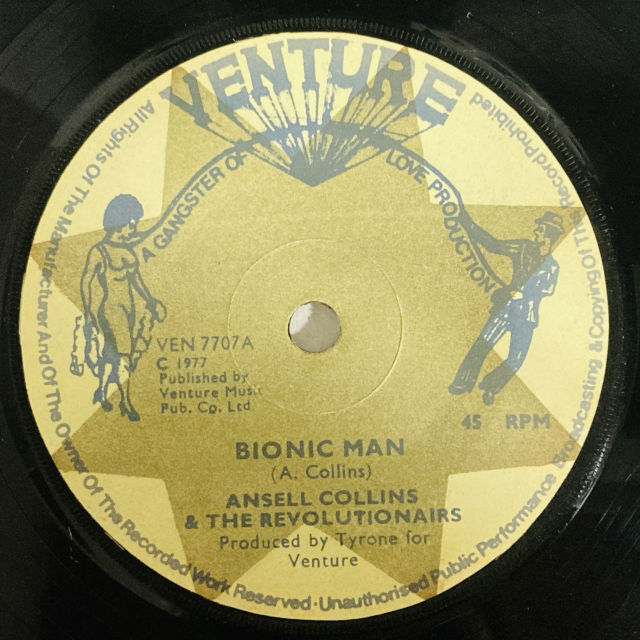 VENTURE
A GANGSTER OF LOVE PRODUCTION
VEN 7707A
C 1977
Published by
Venture Music
Pub. Co. Ltd.
45 RPM
BIONIC MAN
(A. Collins)
ANSELL COLLINS
& THE REVOLUTIONAIRS
Produced by Tyrone for
Venture
All Rights Of The Manufacturer And Of The Owner Of The Recorded Work Reserved · Unauthorised Public Performance Broadcasting & Copying Of The Record Prohibited